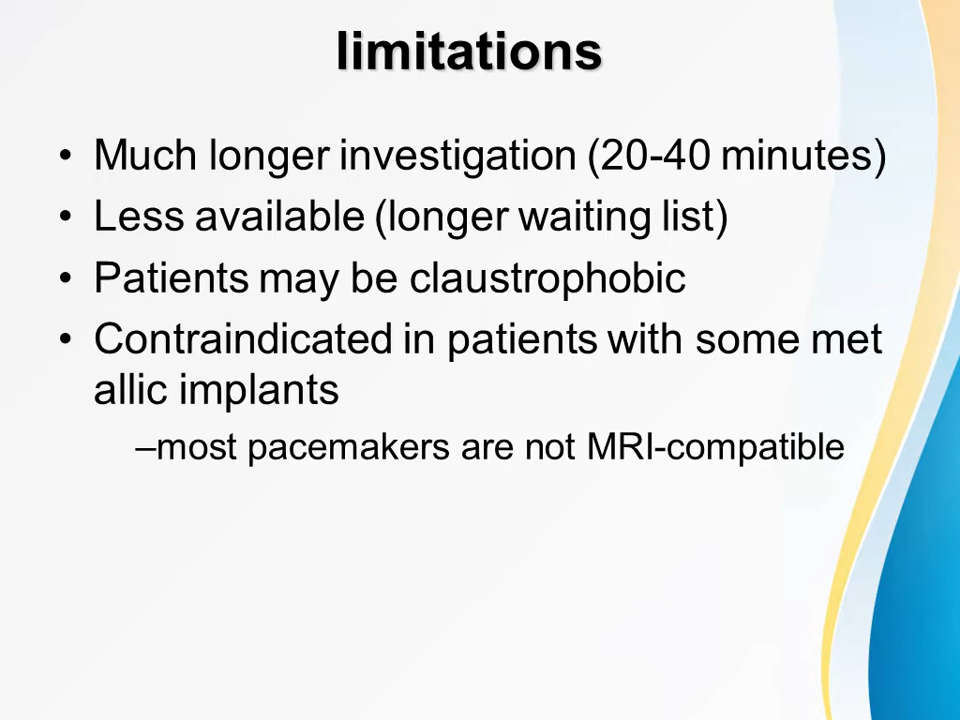 limitations
• Much longer investigation (20-40 minutes)
• Less available (longer waiting list)
• Patients may be claustrophobic
• Contraindicated in patients with some met
allic implants
–most pacemakers are not MRI-compatible